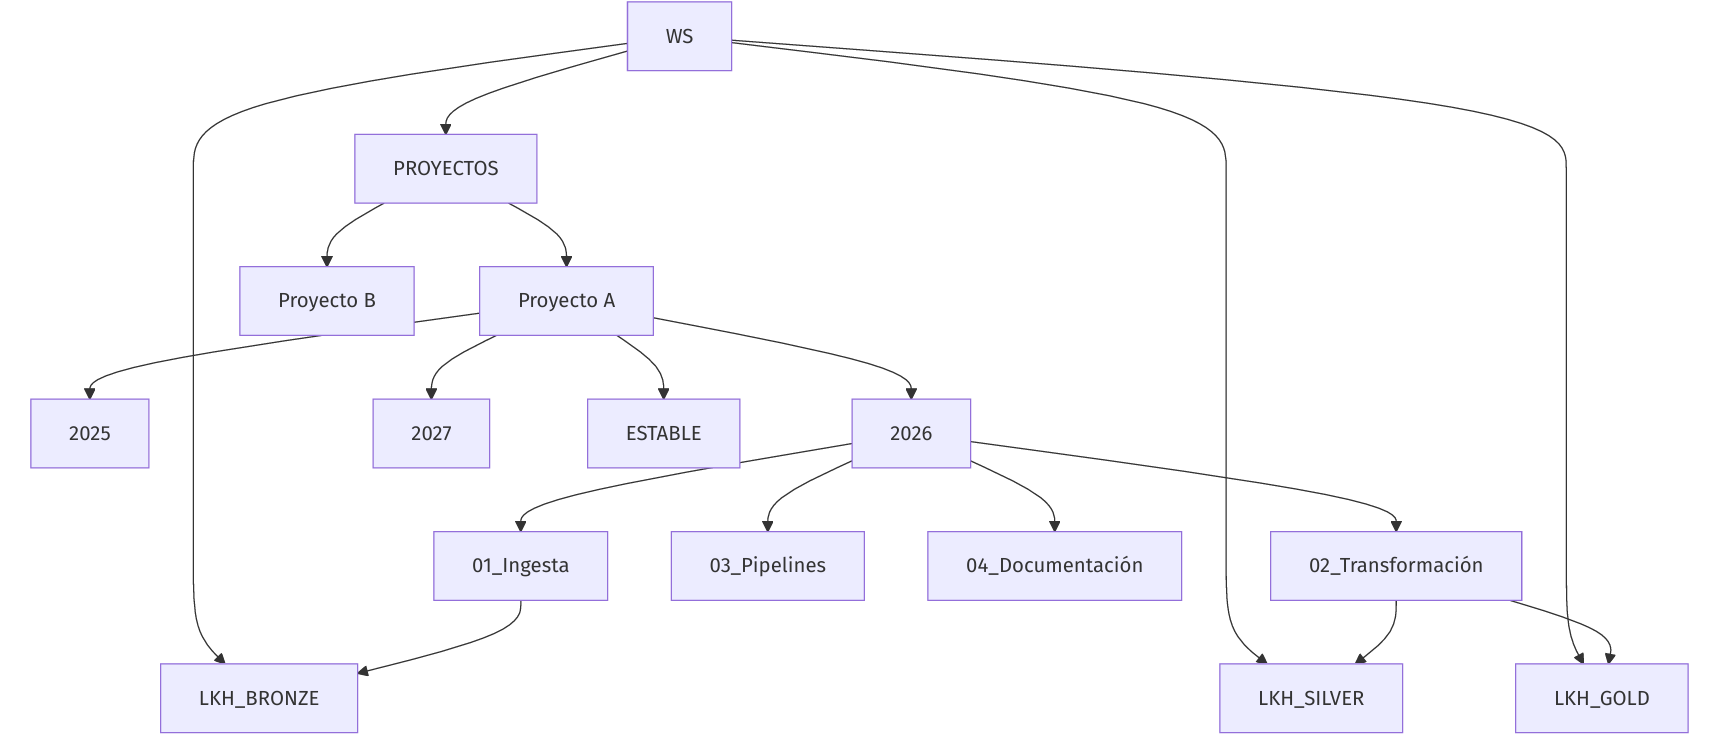 WS
PROYECTOS
Proyecto B
Proyecto A
2025
2027
ESTABLE
2026
01_Ingesta
03_Pipelines
04_Documentación
02_Transformación
LKH_BRONZE
LKH_SILVER
LKH_GOLD